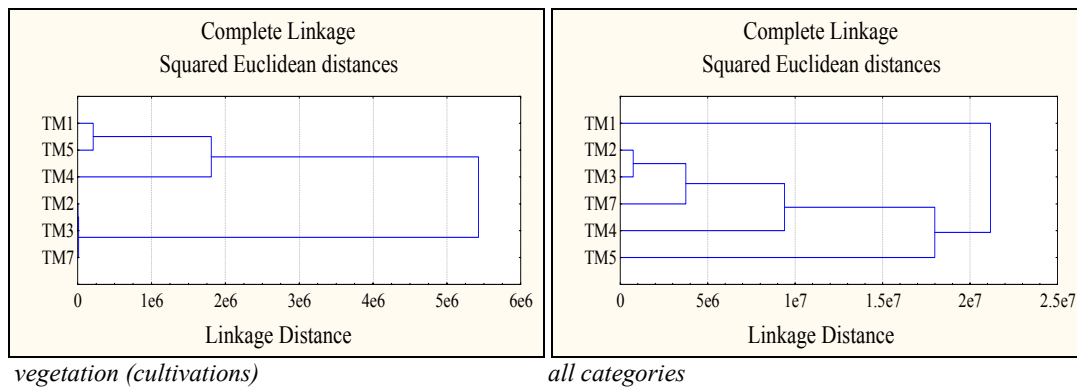 Complete Linkage
Squared Euclidean distances
TM1
TM5
TM4
TM2
TM3
TM7
0 1e6 2e6 3e6 4e6 5e6 6e6
Linkage Distance
vegetation (cultivations)
Complete Linkage
Squared Euclidean distances
TM1
TM2
TM3
TM7
TM4
TM5
0 5e6 1e7 1.5e7 2e7 2.5e7
Linkage Distance
all categories